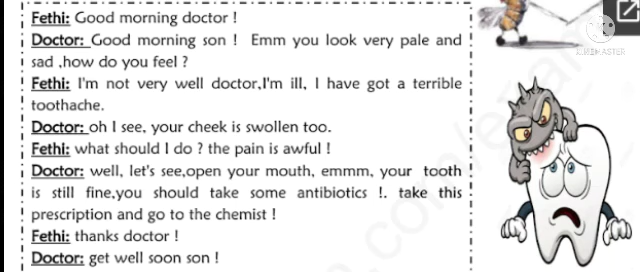 Fethi: Good morning doctor !
Doctor: Good morning son ! Emm you look very pale and
sad ,how do you feel ?
Fethi: I'm not very well doctor,I'm ill, I have got a terrible
toothache.
Doctor: oh I see, your cheek is swollen too.
Fethi: what should I do ? the pain is awful !
Doctor: well, let's see,open your mouth, emmm, your tooth
is still fine,you should take some antibiotics !. take this
prescription and go to the chemist !
Fethi: thanks doctor !
Doctor: get well soon son !
KINEMASTER